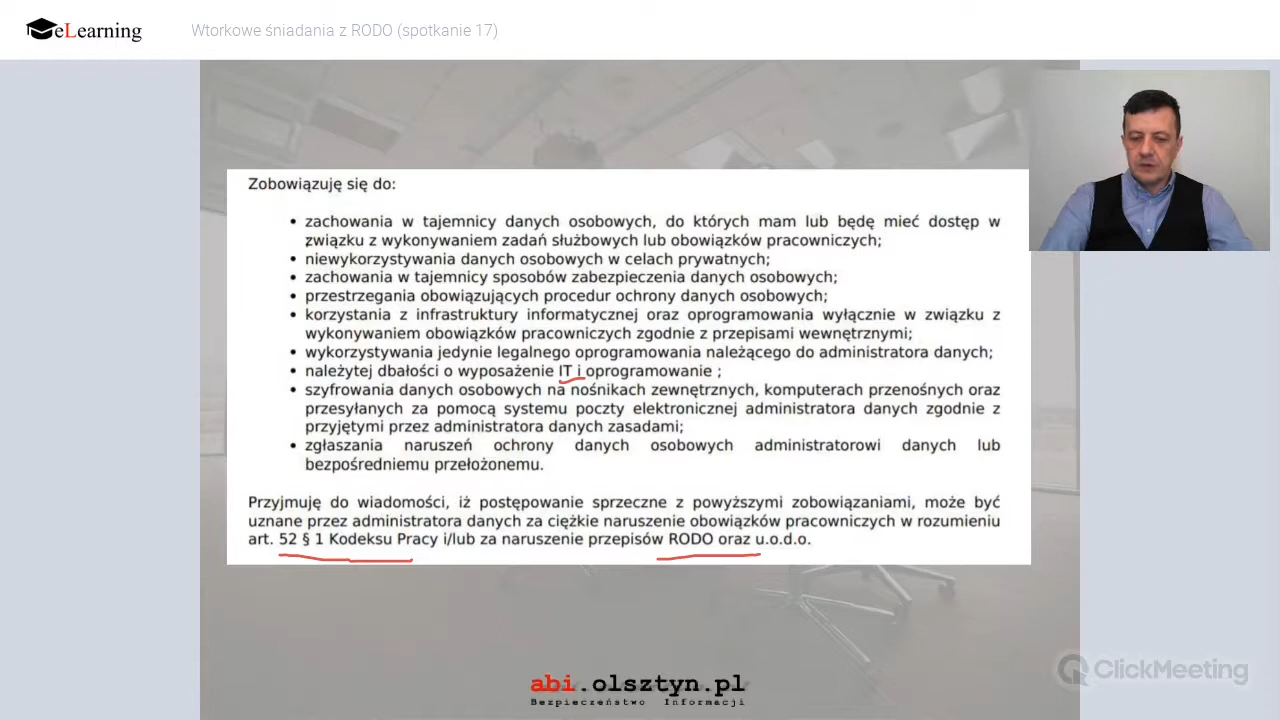 eLearning
Wtorkowe śniadania z RODO (spotkanie 17)
Zobowiązuję się do:
• zachowania w tajemnicy danych osobowych, do których mam lub będę mieć dostęp w
związku z wykonywaniem zadań służbowych lub obowiązków pracowniczych;
• niewykorzystywania danych osobowych w celach prywatnych;
• zachowania w tajemnicy sposobów zabezpieczenia danych osobowych;
• przestrzegania obowiązujących procedur ochrony danych osobowych;
• korzystania z infrastruktury informatycznej oraz oprogramowania wyłącznie w związku z
wykonywaniem obowiązków pracowniczych zgodnie z przepisami wewnętrznymi;
• wykorzystywania jedynie legalnego oprogramowania należącego do administratora danych;
• należytej dbałości o wyposażenie IT i oprogramowanie ;
• szyfrowania danych osobowych na nośnikach zewnętrznych, komputerach przenośnych oraz
przesyłanych za pomocą systemu poczty elektronicznej administratora danych zgodnie z
przyjętymi przez administratora danych zasadami;
• zgłaszania naruszeń ochrony danych osobowych administratorowi danych lub
bezpośredniemu przełożonemu.
Przyjmuję do wiadomości, iż postępowanie sprzeczne z powyższymi zobowiązaniami, może być
uznane przez administratora danych za ciężkie naruszenie obowiązków pracowniczych w rozumieniu
art. 52 § 1 Kodeksu Pracy i/lub za naruszenie przepisów RODO oraz u.o.d.o.
abi.olsztyn.pl
Bezpieczeństwo Informacji
ClickMeeting